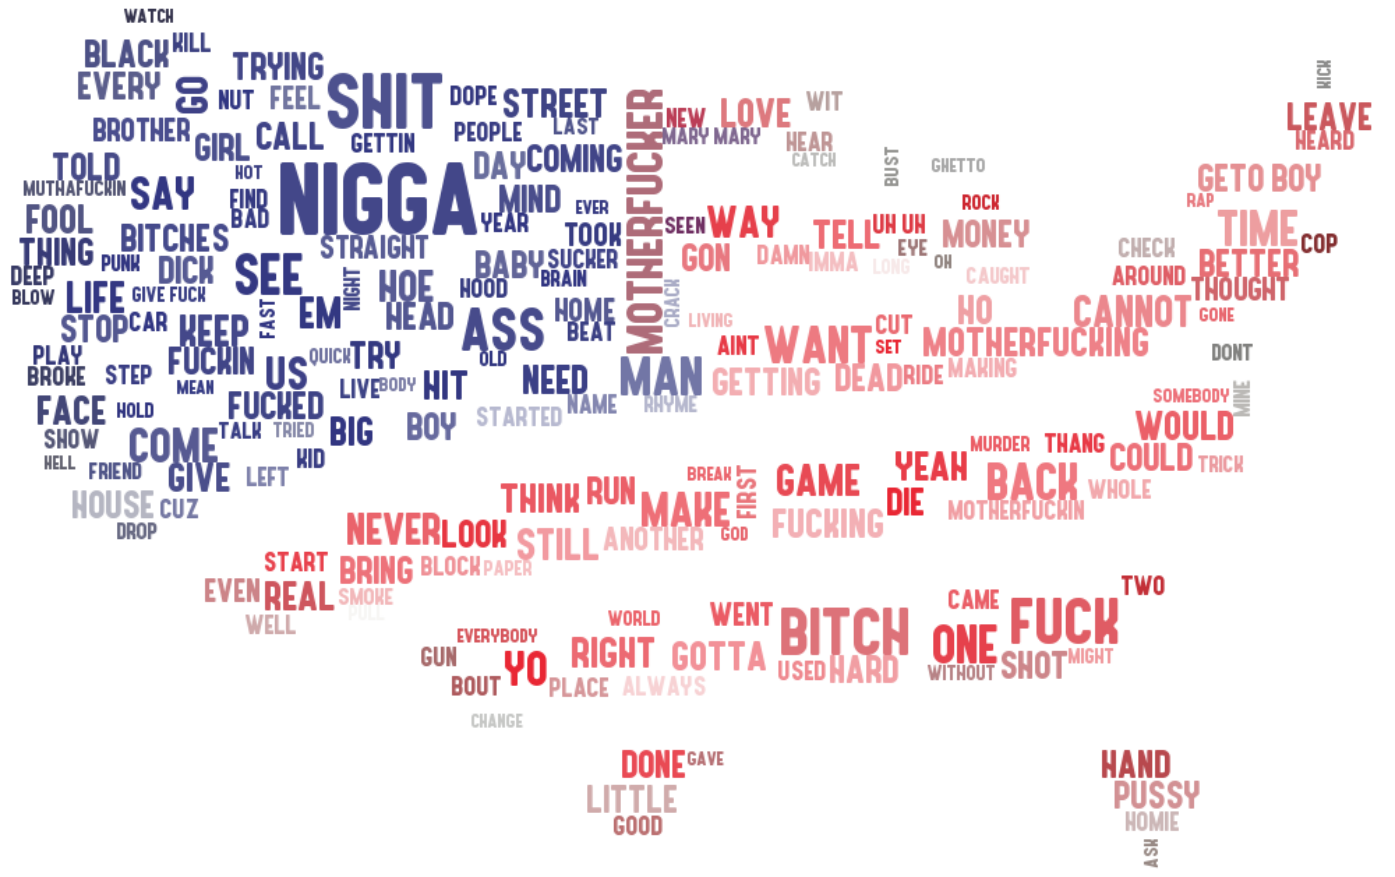 WATCH
BLACK
KILL
TRYING
EVERY
GO
NUT
FEEL
SHIT
DOPE
STREET
BROTHER
GIRL
CALL
GETTIN
PEOPLE
LAST
TOLD
HOT
DAY
COMING
MUTHAFUCKIN
SAY
FIND
NIGGA
MIND
EVER
FOOL
BAD
YEAR
TOOK
THING
BITCHES
STRAIGHT
PUNK
DICK
SEE
NIGHT
HOE
BABY
SUCKER
DEEP
BLOW
LIFE
GIVE FUCK
HOOD
BRAIN
STOP
CAR
KEEP
FAST
EM
HEAD
ASS
HOME
BEAT
PLAY
FUCKIN
QUICK
TRY
OLD
BROKE
STEP
MEAN
US
LIVE
BODY
HIT
NEED
FACE
HOLD
FUCKED
STARTED
NAME
SHOW
COME
TALK
TRIED
BIG
BOY
HELL
FRIEND
GIVE
LEFT
KID
HOUSE
CUZ
DROP
MOTHERFUCKER
NEW
LOVE
WIT
MARY MARY
HEAR
CATCH
BUST
GHETTO
KICK
LEAVE
HEARD
GETO BOY
RAP
SEEN
WAY
TELL
UH UH
ROCK
MONEY
TIME
COP
GON
DAMN
IMMA
EYE
OH
LONG
CAUGHT
CHECK
BETTER
AROUND
THOUGHT
CRACK
LIVING
HO
CANNOT
GONE
AINT
WANT
CUT
SET
MOTHERFUCKING
DONT
MAN
GETTING
DEAD
RIDE
MAKING
RHYME
SOMEBODY
MINE
WOULD
MURDER
THANG
COULD
TRICK
THINK
RUN
BREAK
FIRST
GAME
YEAH
BACK
WHOLE
NEVER
LOOK
MAKE
DIE
MOTHERFUCKIN
STILL
ANOTHER
GOD
FUCKING
START
BRING
BLOCK
PAPER
EVEN
REAL
SMOKE
PULL
WELL
WORLD
WENT
BITCH
CAME
FUCK
TWO
EVERYBODY
GUN
YO
RIGHT
GOTTA
ONE
MIGHT
BOUT
PLACE
ALWAYS
USED
HARD
WITHOUT
SHOT
CHANGE
DONE
GAVE
LITTLE
GOOD
HAND
PUSSY
HOMIE
ASK